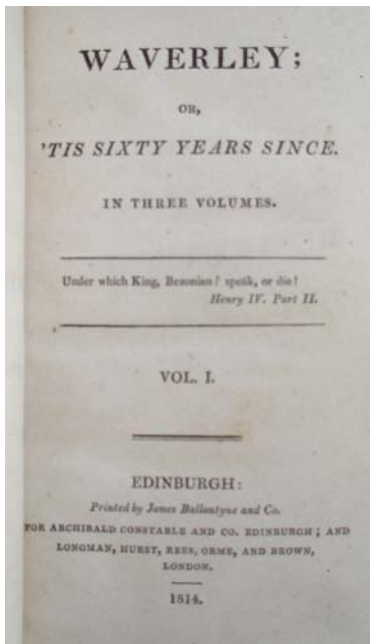 WAVERLEY;
OR,
'TIS SIXTY YEARS SINCE.
IN THREE VOLUMES.
Under which King, Bezonian? speak, or die!
Henry IV. Part II.
VOL. I.
EDINBURGH:
Printed by James Ballantyne and Co.
FOR ARCHIBALD CONSTABLE AND CO. EDINBURGH; AND
LONGMAN, HURST, REES, ORME, AND BROWN,
LONDON.
1814.